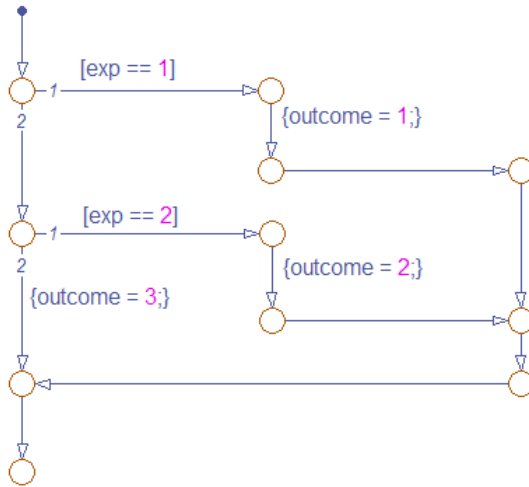 [exp == 1]
1
2
{outcome = 1;}
[exp == 2]
1
2
{outcome = 2;}
{outcome = 3;}